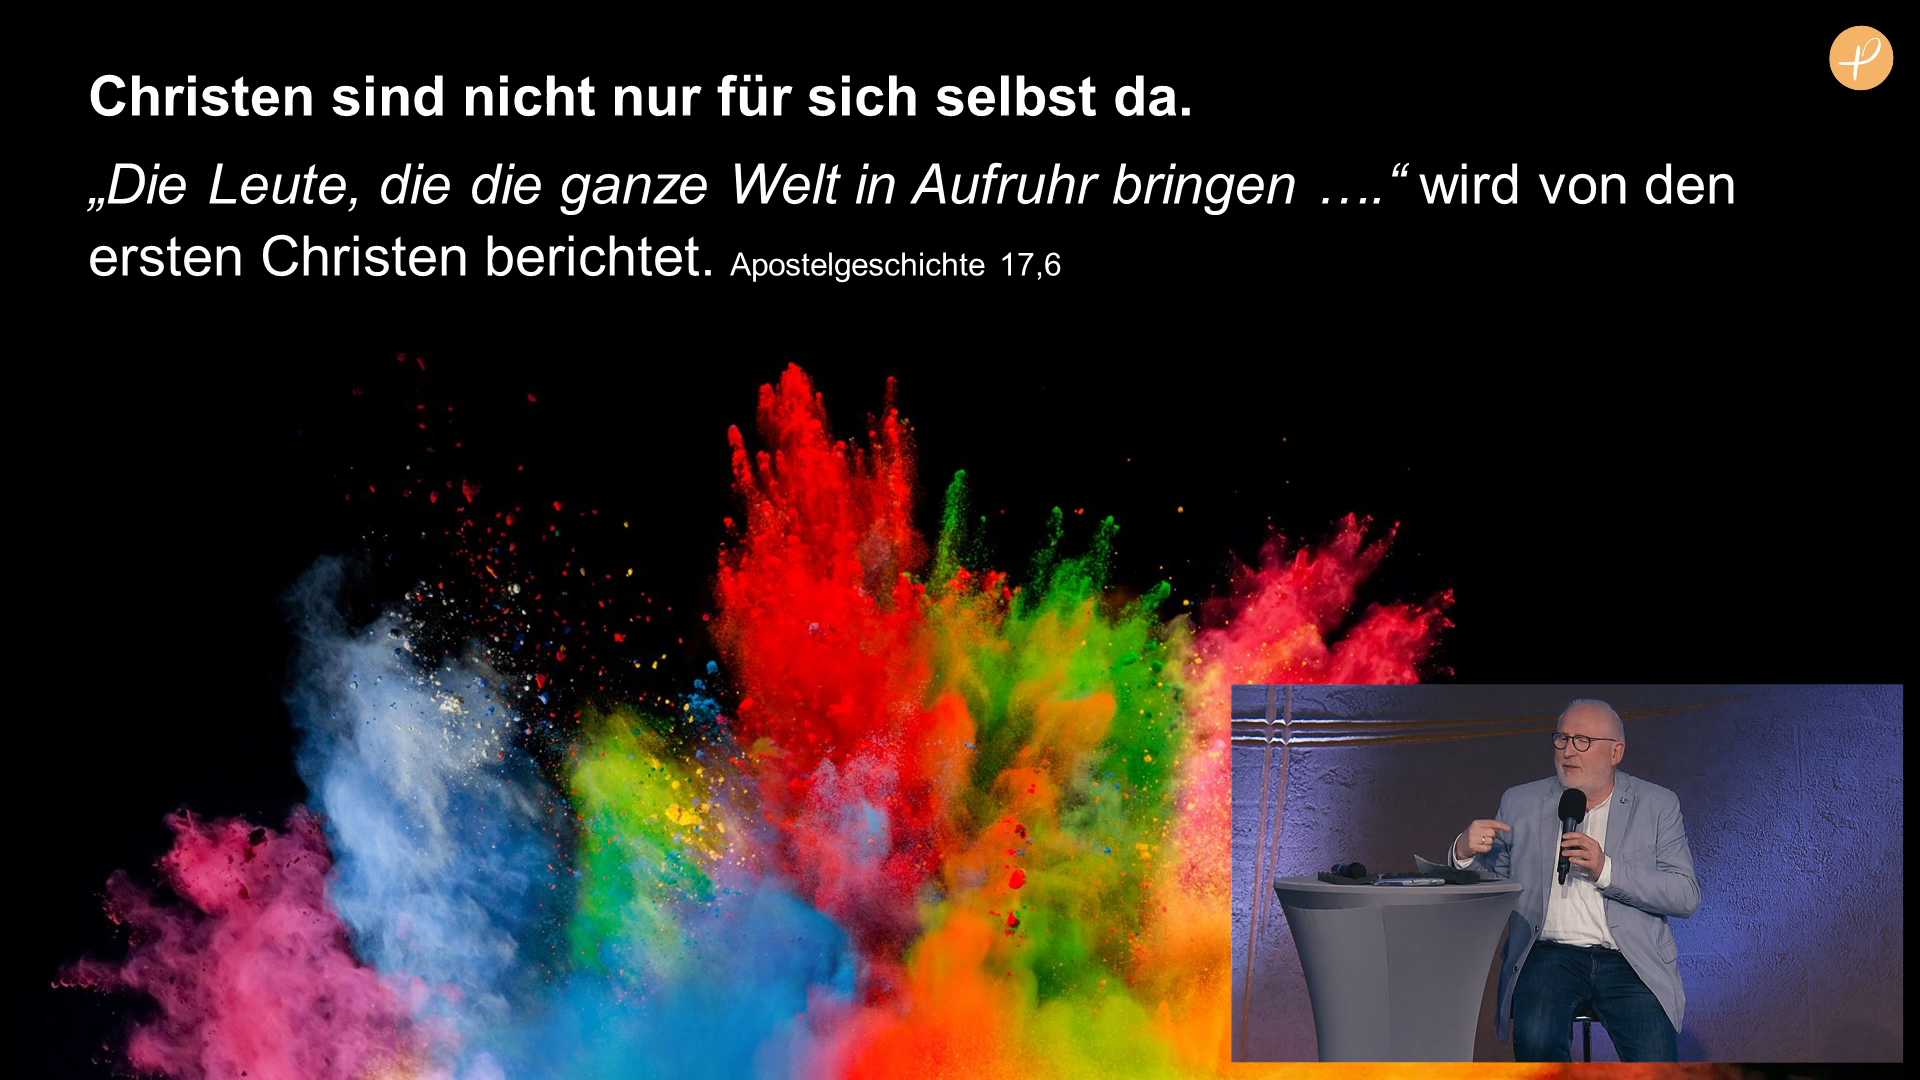 Christen sind nicht nur für sich selbst da.
„Die Leute, die die ganze Welt in Aufruhr bringen ….“ wird von den
ersten Christen berichtet. Apostelgeschichte 17,6